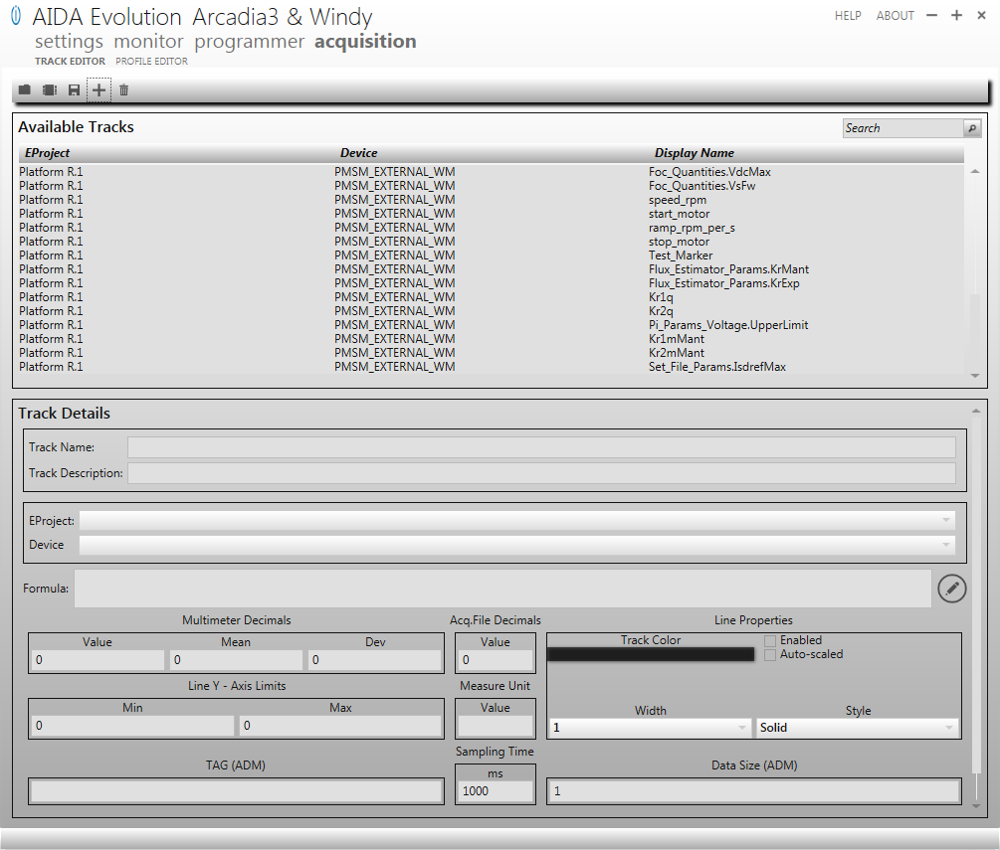 AIDA Evolution Arcadia3 & Windy
HELP ABOUT
settings monitor programmer acquisition
TRACK EDITOR PROFILE EDITOR
Available Tracks
Search
EProject Device Display Name
Platform R.1 PMSM_EXTERNAL_WM Foc_Quantities.VdcMax
Platform R.1 PMSM_EXTERNAL_WM Foc_Quantities.VsFw
Platform R.1 PMSM_EXTERNAL_WM speed_rpm
Platform R.1 PMSM_EXTERNAL_WM start_motor
Platform R.1 PMSM_EXTERNAL_WM ramp_rpm_per_s
Platform R.1 PMSM_EXTERNAL_WM stop_motor
Platform R.1 PMSM_EXTERNAL_WM Test_Marker
Platform R.1 PMSM_EXTERNAL_WM Flux_Estimator_Params.KrMant
Platform R.1 PMSM_EXTERNAL_WM Flux_Estimator_Params.KrExp
Platform R.1 PMSM_EXTERNAL_WM Kr1q
Platform R.1 PMSM_EXTERNAL_WM Kr2q
Platform R.1 PMSM_EXTERNAL_WM Pi_Params_Voltage.UpperLimit
Platform R.1 PMSM_EXTERNAL_WM Kr1mMant
Platform R.1 PMSM_EXTERNAL_WM Kr2mMant
Platform R.1 PMSM_EXTERNAL_WM Set_File_Params.IsdrefMax
Track Details
Track Name:
Track Description:
EProject:
Device
Formula:
Multimeter Decimals Acq.File Decimals Line Properties
Value Mean Dev Value Track Color Enabled
0 0 0 0 Auto-scaled
Line Y - Axis Limits Measure Unit
Min Max Value Width Style
0 0 1 Solid
Sampling Time
TAG (ADM) ms Data Size (ADM)
1000 1